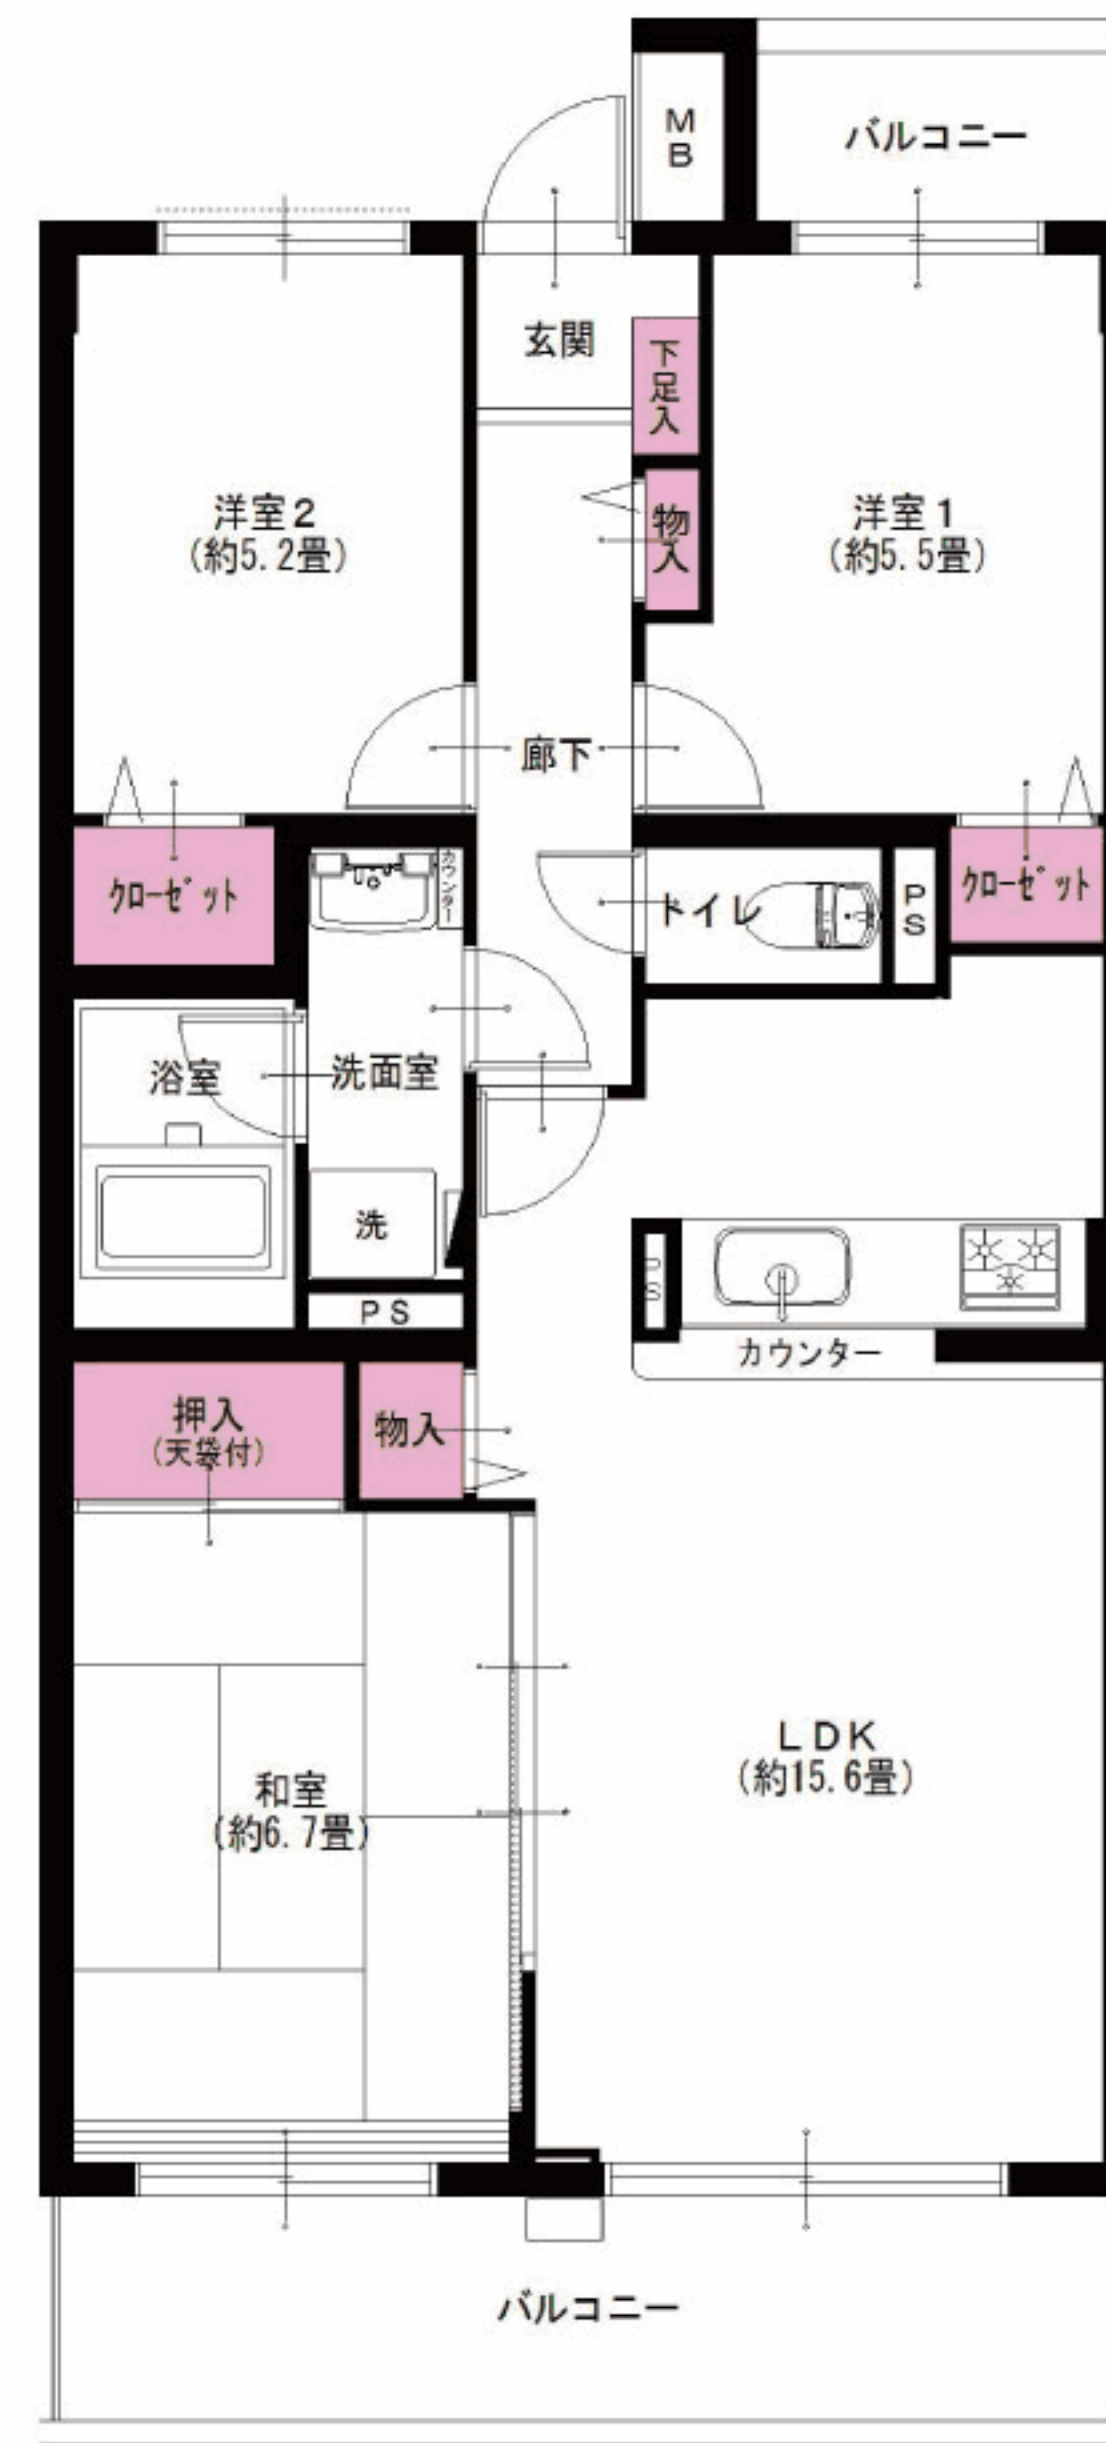 MB
バルコニー
玄関
下足入
洋室2
(約5.2畳)
物入
洋室1
(約5.5畳)
廊下
クローゼット
カウンター
トイレ
PS
クローゼット
浴室
洗面室
洗
PS
PS
カウンター
押入
(天袋付)
物入
LDK
(約15.6畳)
和室
(約6.7畳)
バルコニー